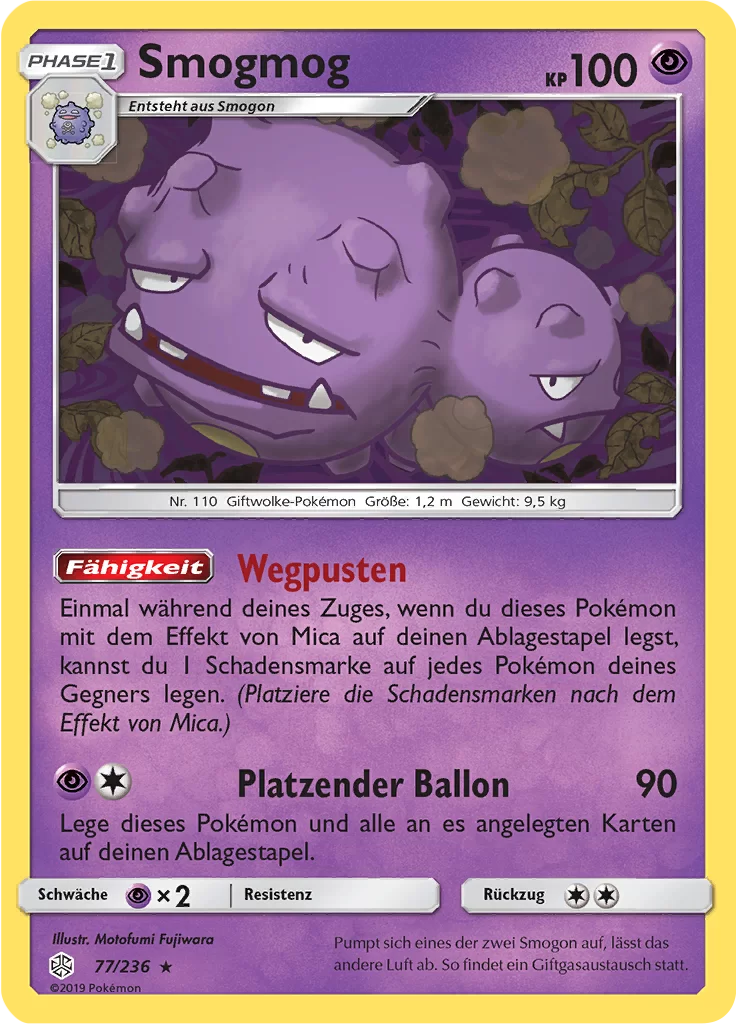 PHASE 1
Smogmog
KP 100
Entsteht aus Smogon
Nr. 110 Giftwolke-Pokémon Größe: 1,2 m Gewicht: 9,5 kg
Fähigkeit Wegpusten
Einmal während deines Zuges, wenn du dieses Pokémon
mit dem Effekt von Mica auf deinen Ablagestapel legst,
kannst du 1 Schadensmarke auf jedes Pokémon deines
Gegners legen. (Platziere die Schadensmarken nach dem
Effekt von Mica.)
Platzender Ballon 90
Lege dieses Pokémon und alle an es angelegten Karten
auf deinen Ablagestapel.
Schwäche ×2 Resistenz Rückzug
Illustr. Motofumi Fujiwara
77/236 ★
©2019 Pokémon
Pumpt sich eines der zwei Smogon auf, lässt das
andere Luft ab. So findet ein Giftgasaustausch statt.